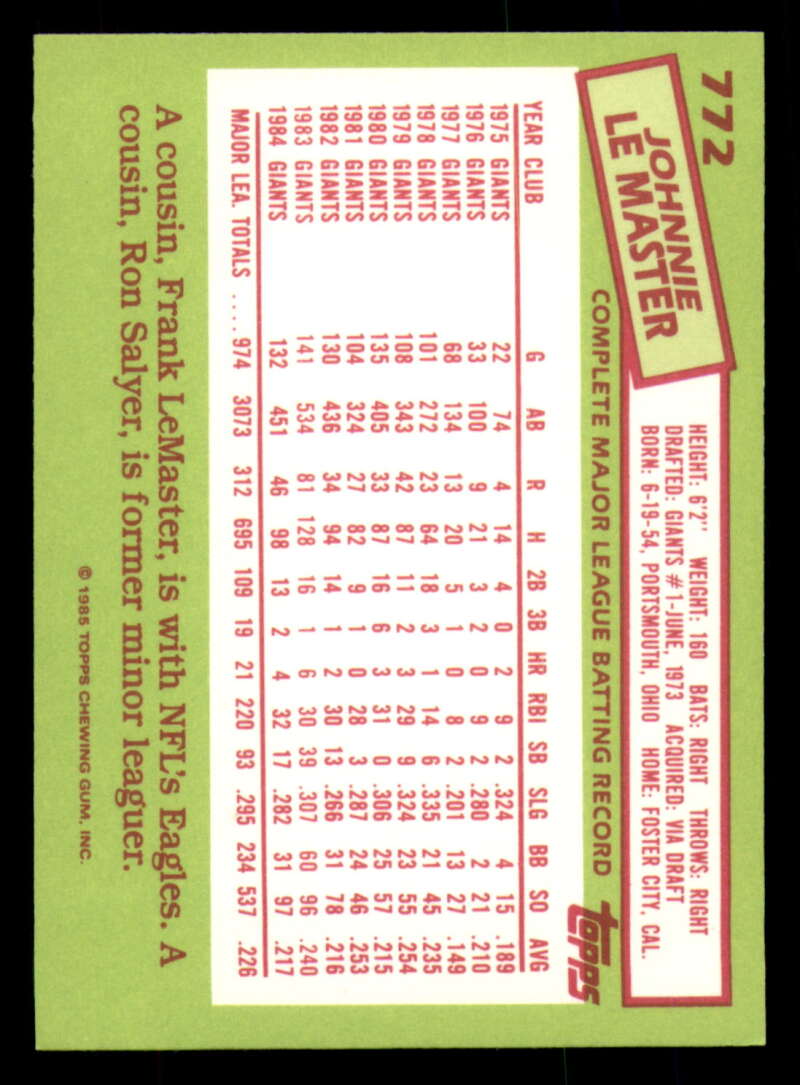 772
JOHNNIE
LE MASTER
HEIGHT: 6'2" WEIGHT: 160 BATS: RIGHT THROWS: RIGHT
DRAFTED: GIANTS #1-JUNE, 1973 ACQUIRED: VIA DRAFT
BORN: 6-19-54, PORTSMOUTH, OHIO HOME: FOSTER CITY, CAL.
COMPLETE MAJOR LEAGUE BATTING RECORD
topps
YEAR CLUB G AB R H 2B 3B HR RBI SB SLG BB SO AVG
1975 GIANTS 22 74 4 14 4 0 2 9 2 .324 4 15 .189
1976 GIANTS 33 100 9 21 3 2 0 9 2 .280 2 21 .210
1977 GIANTS 68 134 13 20 5 1 0 8 2 .201 13 27 .149
1978 GIANTS 101 272 23 64 18 3 1 14 6 .335 21 45 .235
1979 GIANTS 108 343 42 87 11 2 3 29 9 .324 23 55 .254
1980 GIANTS 135 405 33 87 16 6 3 31 0 .306 25 57 .215
1981 GIANTS 104 324 27 82 9 1 0 28 3 .287 24 46 .253
1982 GIANTS 130 436 34 94 14 1 2 30 13 .266 31 78 .216
1983 GIANTS 141 534 81 128 16 1 6 30 39 .307 60 96 .240
1984 GIANTS 132 451 46 98 13 2 4 32 17 .282 31 97 .217
MAJOR LEA. TOTALS ..... 974 3073 312 695 109 19 21 220 93 .295 234 537 .226
A cousin, Frank LeMaster, is with NFL's Eagles. A
cousin, Ron Salyer, is former minor leaguer.
© 1985 TOPPS CHEWING GUM, INC.